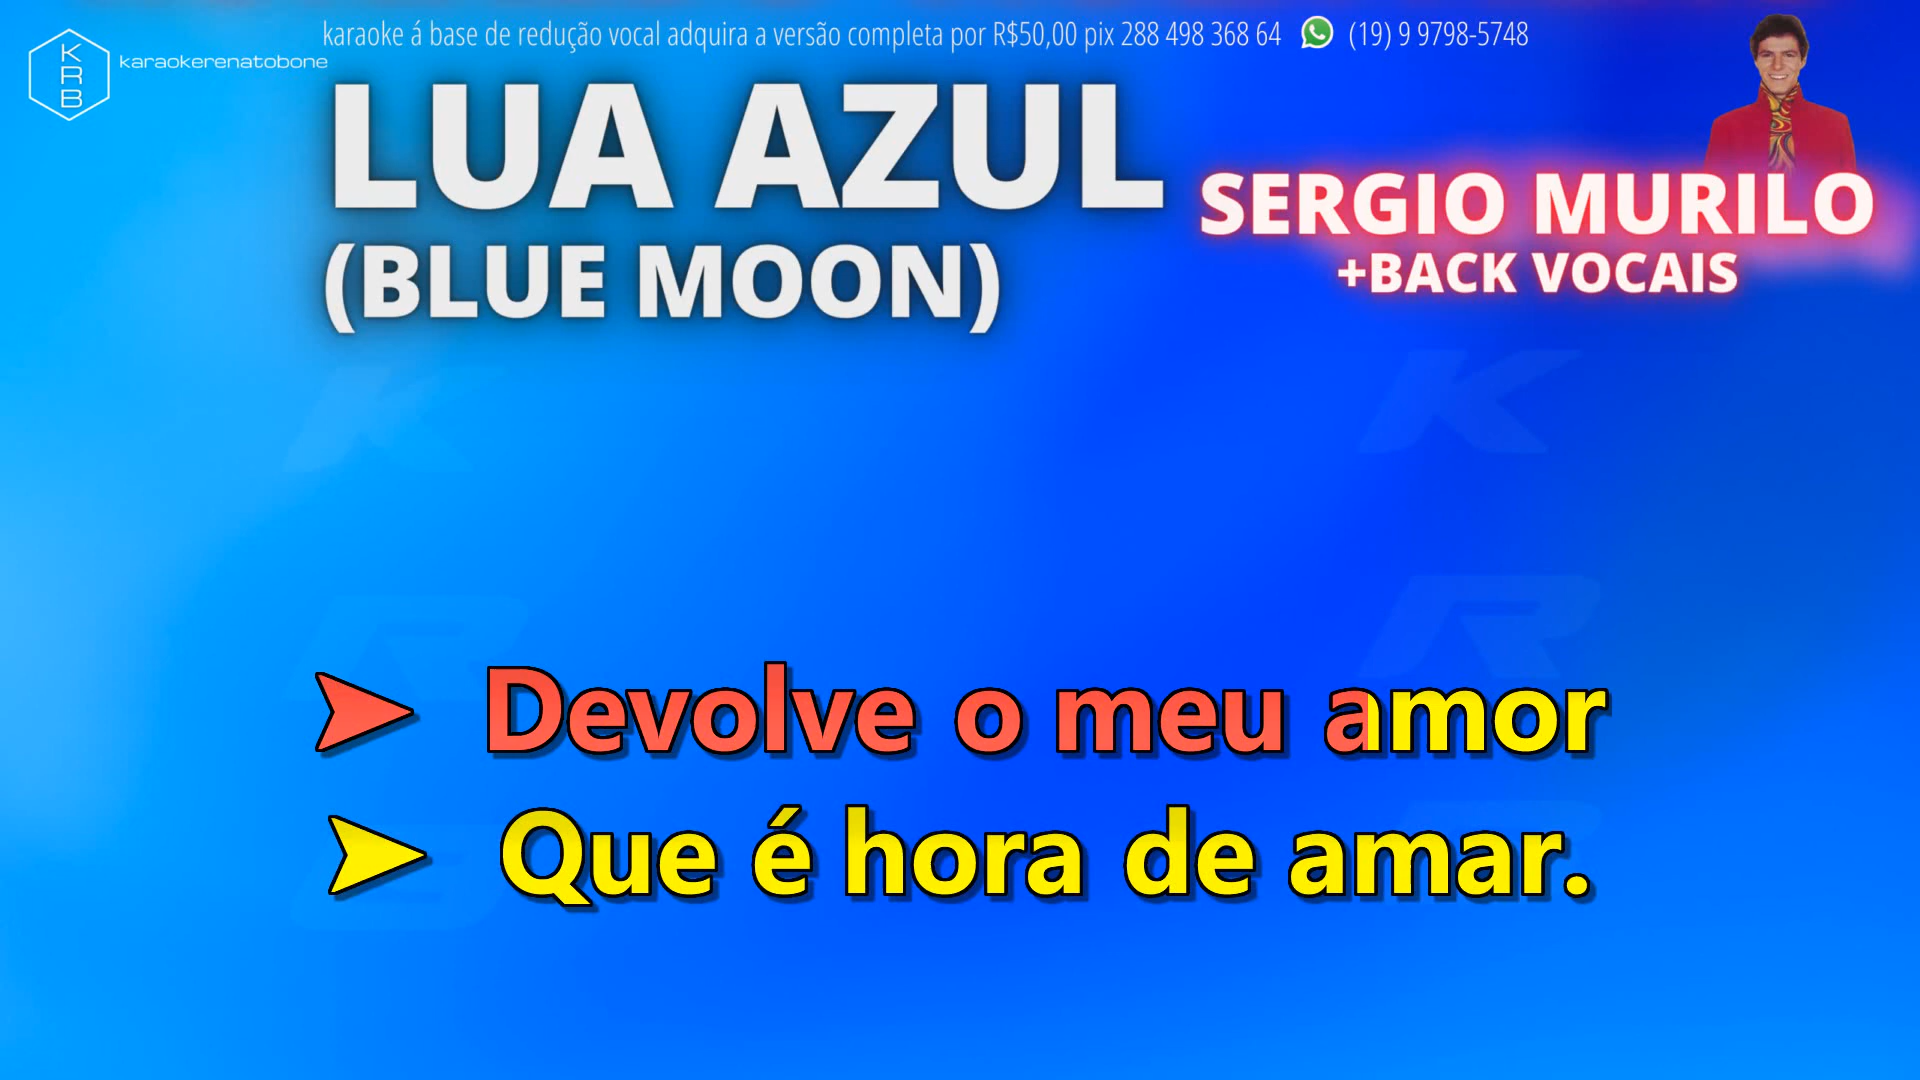 karaoke á base de redução vocal adquira a versão completa por R$50,00 pix 288 498 368 64 (19) 9 9798-5748
KRB
karaokerenatobone
LUA AZUL
(BLUE MOON)
SERGIO MURILO
+BACK VOCAIS
K
K
R
R
B
➤ Devolve o meu amor
➤ Que é hora de amar.